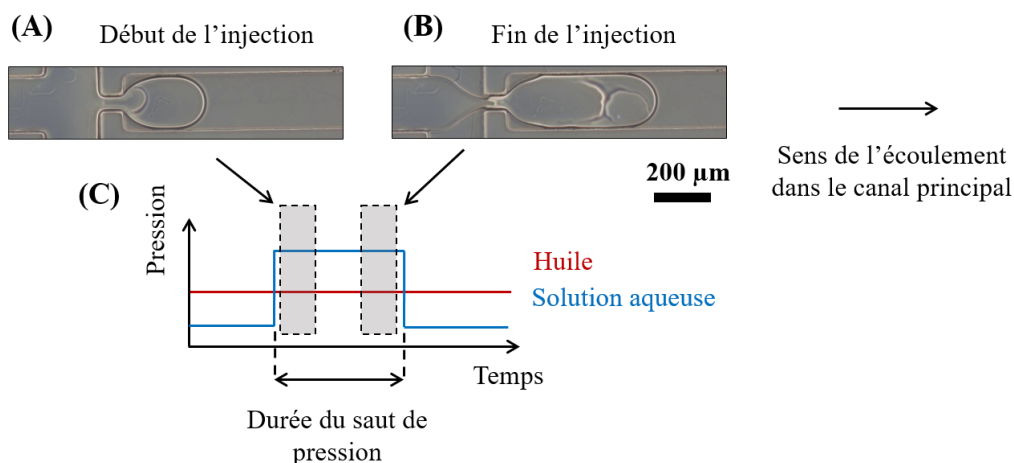 (A)
Début de l’injection
(B)
Fin de l’injection
Sens de l’écoulement
dans le canal principal
200 µm
(C)
Pression
Huile
Solution aqueuse
Temps
Durée du saut de
pression